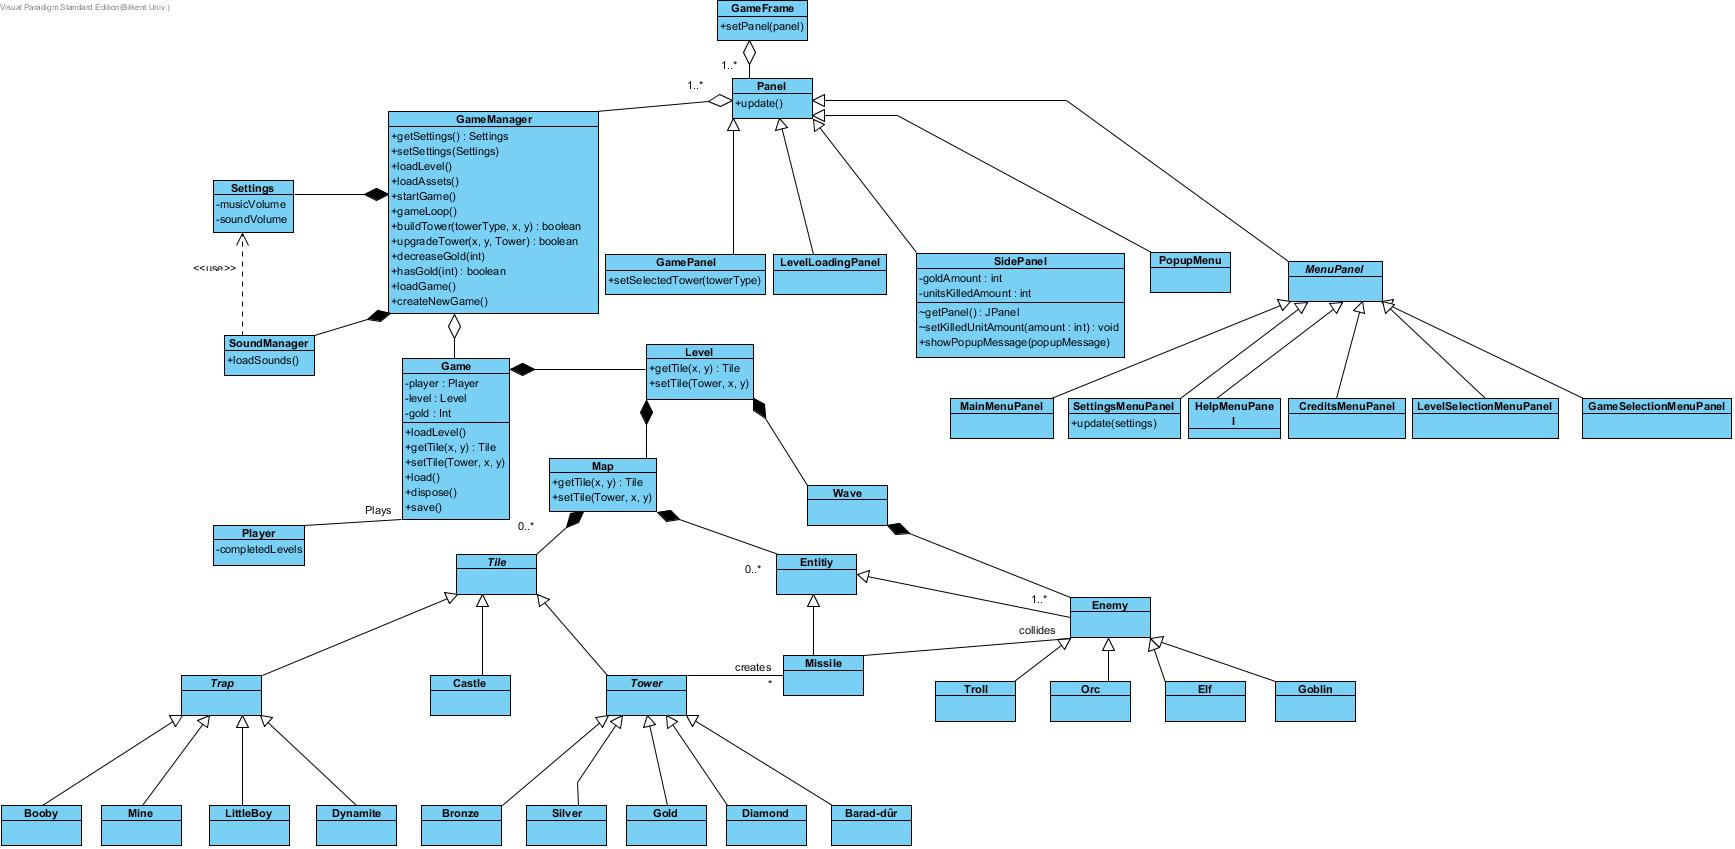 Visual Paradigm Standard Edition(Bilkent Univ.)
GameFrame
+setPanel(panel)
1..*
1..*
Panel
+update()
GameManager
+getSettings() : Settings
+setSettings(Settings)
+loadLevel()
+loadAssets()
+startGame()
+gameLoop()
+buildTower(towerType, x, y) : boolean
+upgradeTower(x, y, Tower) : boolean
+decreaseGold(int)
+hasGold(int) : boolean
+loadGame()
+createNewGame()
Settings
-musicVolume
-soundVolume
<<use>>
SoundManager
+loadSounds()
GamePanel
+setSelectedTower(towerType)
LevelLoadingPanel
SidePanel
-goldAmount : int
-unitsKilledAmount : int
~getPanel() : JPanel
~setKilledUnitAmount(amount : int) : void
+showPopupMessage(popupMessage)
PopupMenu
MenuPanel
MainMenuPanel
SettingsMenuPanel
+update(settings)
HelpMenuPane
l
CreditsMenuPanel
LevelSelectionMenuPanel
GameSelectionMenuPanel
Game
-player : Player
-level : Level
-gold : Int
+loadLevel()
+getTile(x, y) : Tile
+setTile(Tower, x, y)
+load()
+dispose()
+save()
Level
+getTile(x, y) : Tile
+setTile(Tower, x, y)
Map
+getTile(x, y) : Tile
+setTile(Tower, x, y)
Wave
Plays
Player
-completedLevels
0..*
Tile
0..*
Entitiy
1..*
Enemy
collides
creates
*
Missile
Trap
Castle
Tower
Troll
Orc
Elf
Goblin
Booby
Mine
LittleBoy
Dynamite
Bronze
Silver
Gold
Diamond
Barad-dûr